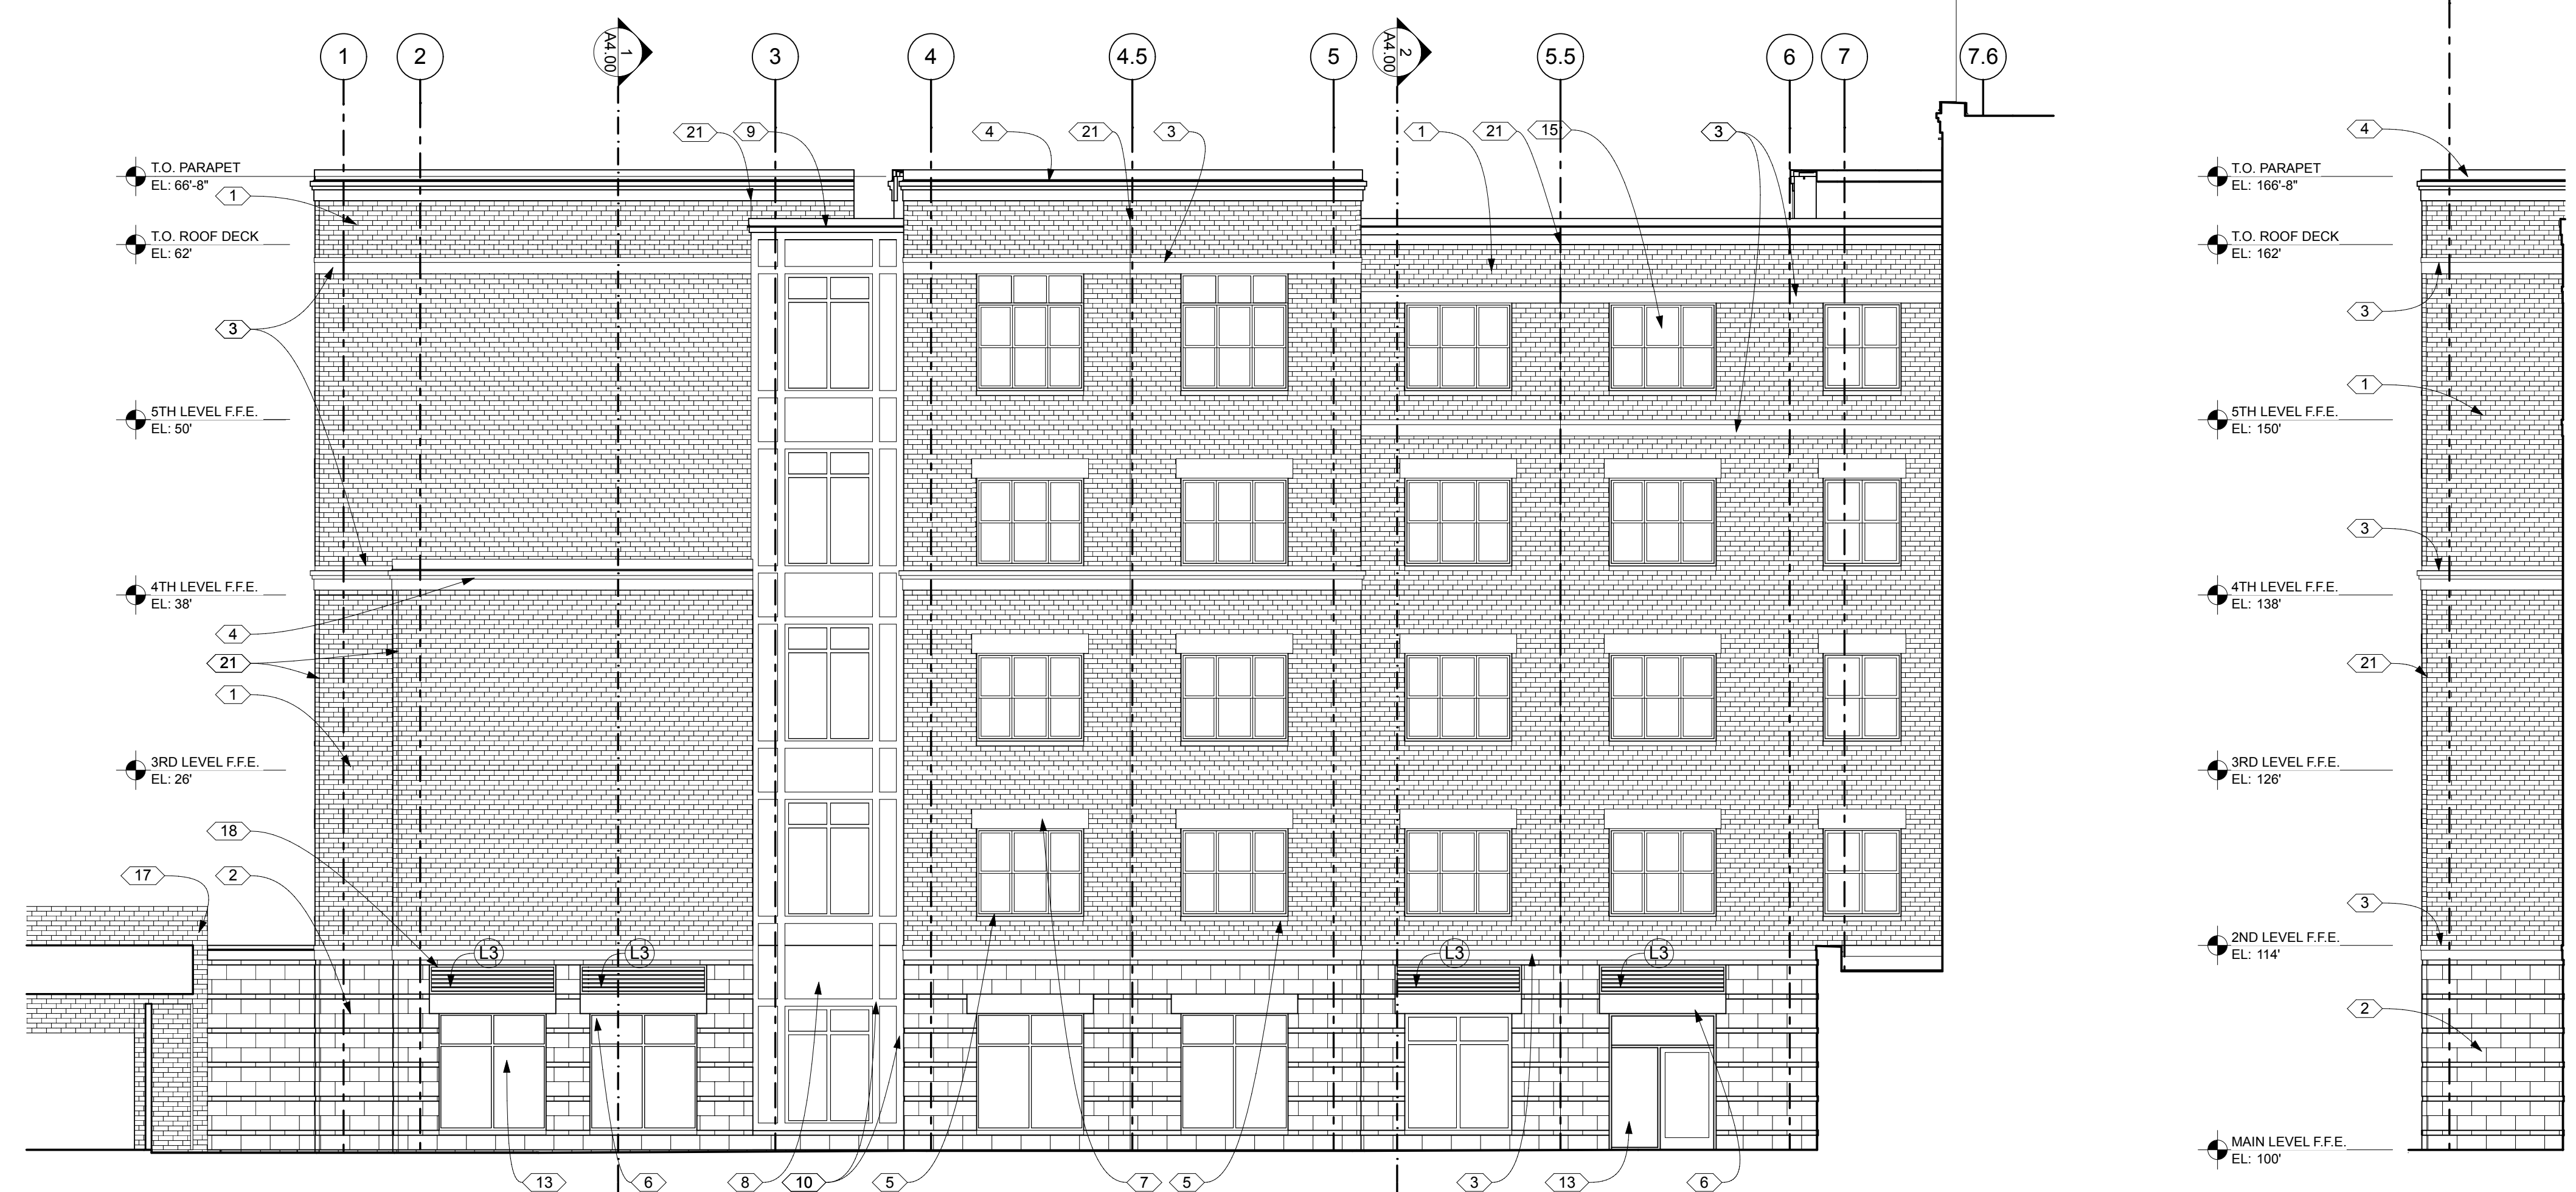 1
2
1
A4.00
3
4
4.5
5
2
A4.00
5.5
6
7
7.6
21
9
4
21
3
1
21
15
3
4
T.O. PARAPET
EL: 66'-8"
1
T.O. PARAPET
EL: 166'-8"
T.O. ROOF DECK
EL: 62'
T.O. ROOF DECK
EL: 162'
3
3
1
5TH LEVEL F.F.E.
EL: 50'
5TH LEVEL F.F.E.
EL: 150'
3
4TH LEVEL F.F.E.
EL: 38'
4TH LEVEL F.F.E.
EL: 138'
4
21
21
1
3RD LEVEL F.F.E.
EL: 26'
3RD LEVEL F.F.E.
EL: 126'
18
17
2
3
L3
L3
L3
L3
2ND LEVEL F.F.E.
EL: 114'
2
MAIN LEVEL F.F.E.
EL: 100'
13
6
8
10
5
7
5
3
13
6